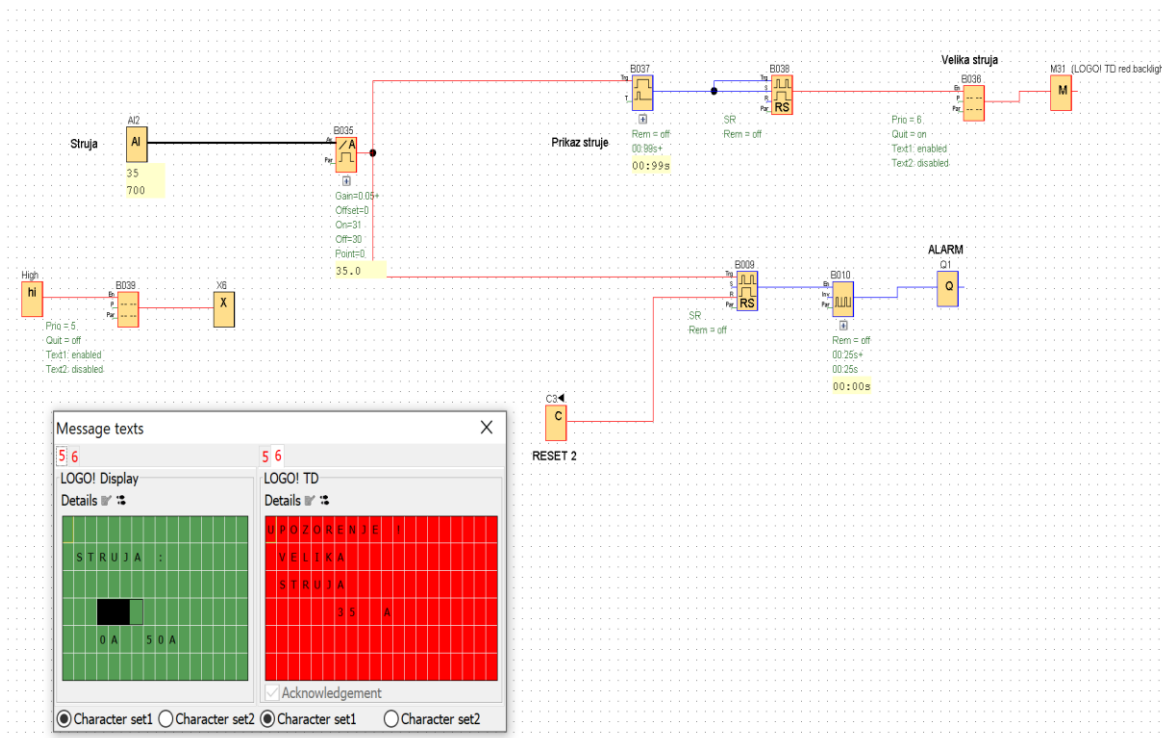 Velika struja
B037
B038
B036
M31 (LOGO! TD red backligh
Trg
T
Trg
S
R
Par
RS
En
P
Par
M
AI2
AI
Struja
35
700
B035
Ax
Par
/A
Prikaz struje
Rem = off
00:99s+
00:99s
SR
Rem = off
Prio = 6
Quit = on
Text1: enabled
Text2: disabled
Gain=0.05+
Offset=0
On=31
Off=30
Point=0
35.0
ALARM
B009
B010
Q1
Trg
S
R
Par
RS
En
Inv
Par
Q
SR
Rem = off
Rem = off
00:25s+
00:25s
00:00s
High
hi
B039
En
P
Par
X6
X
Prio = 5
Quit = off
Text1: enabled
Text2: disabled
C3
C
RESET 2
Message texts
5 6
5 6
LOGO! Display
LOGO! TD
Details
Details
STRUJA :
0A 50A
UPOZORENJE !
VELIKA
STRUJA
35 A
Acknowledgement
Character set1 Character set2 Character set1 Character set2